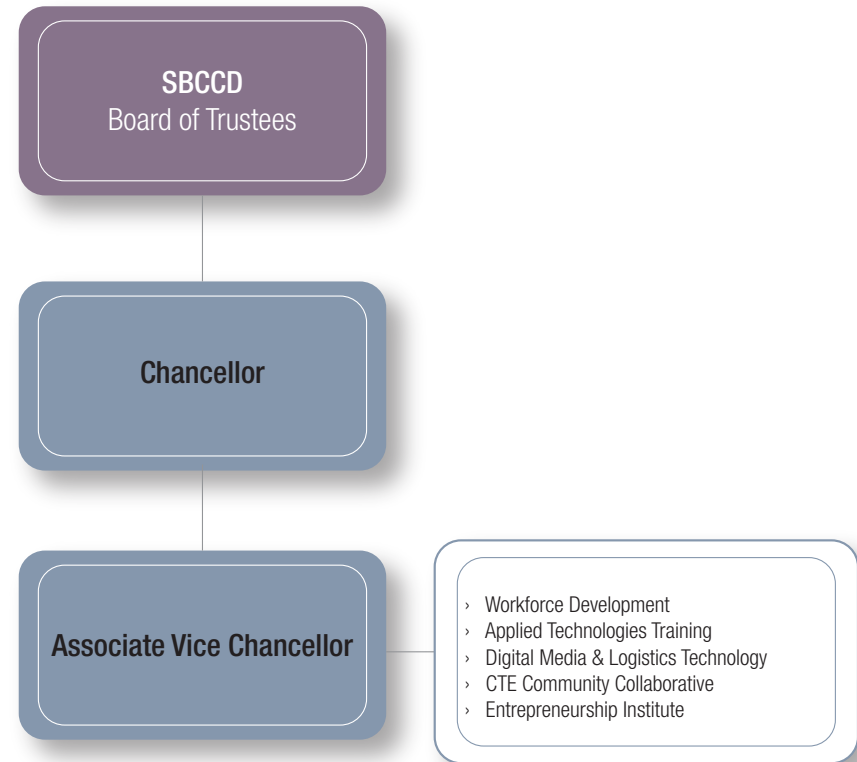 SBCCD
Board of Trustees
Chancellor
Associate Vice Chancellor
› Workforce Development
› Applied Technologies Training
› Digital Media & Logistics Technology
› CTE Community Collaborative
› Entrepreneurship Institute